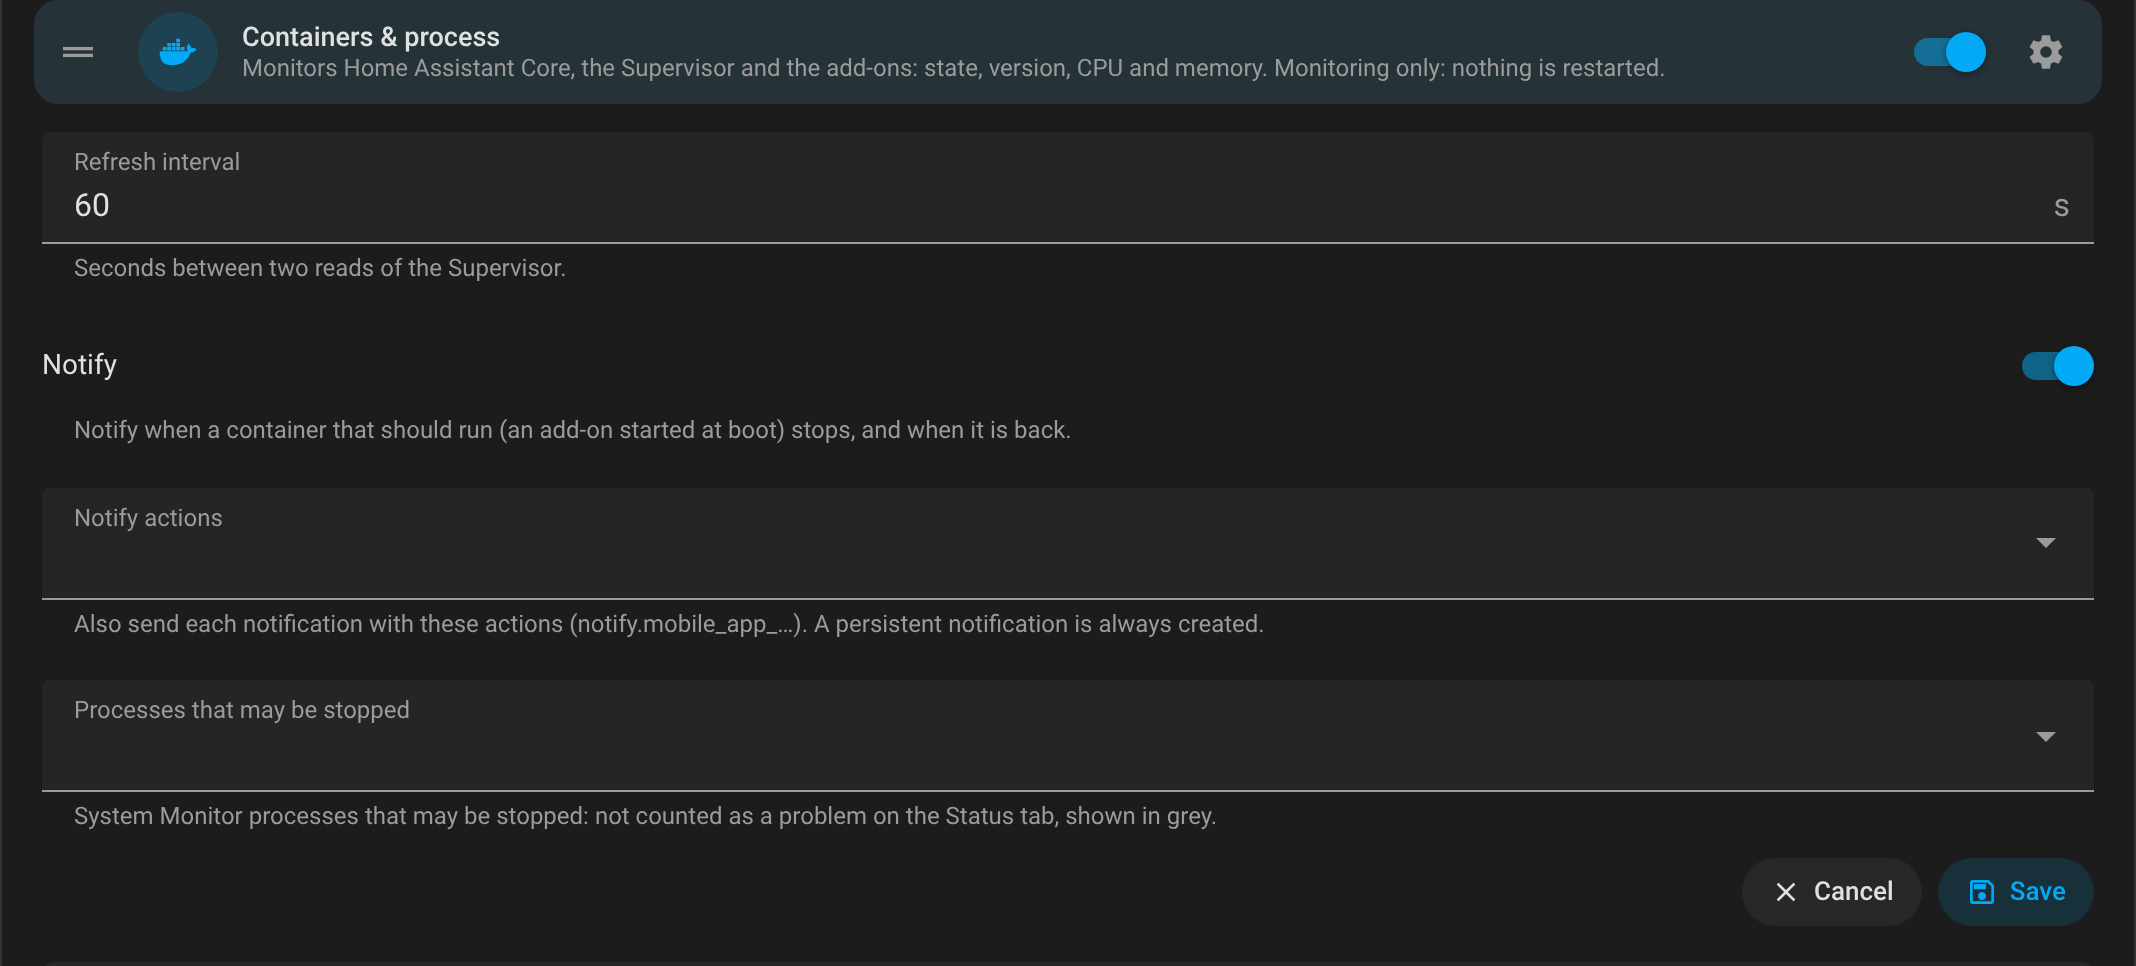 Containers & process
Monitors Home Assistant Core, the Supervisor and the add-ons: state, version, CPU and memory. Monitoring only: nothing is restarted.
Refresh interval
60
s
Seconds between two reads of the Supervisor.
Notify
Notify when a container that should run (an add-on started at boot) stops, and when it is back.
Notify actions
Also send each notification with these actions (notify.mobile_app_…). A persistent notification is always created.
Processes that may be stopped
System Monitor processes that may be stopped: not counted as a problem on the Status tab, shown in grey.
Cancel
Save